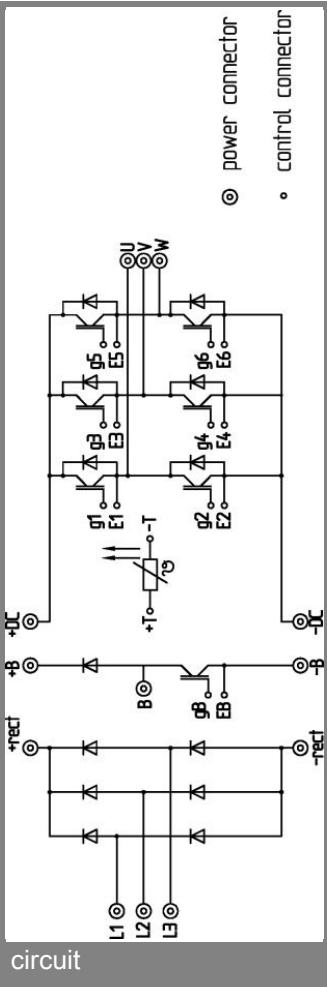 power connector
control connector
U
V
W
g5
E5
g6
E6
g3
E3
g4
E4
g1
E1
g2
E2
-T
+T
ϑ
+DC
-DC
+B
-B
B
gB
EB
+rect
-rect
L1
L2
L3
circuit